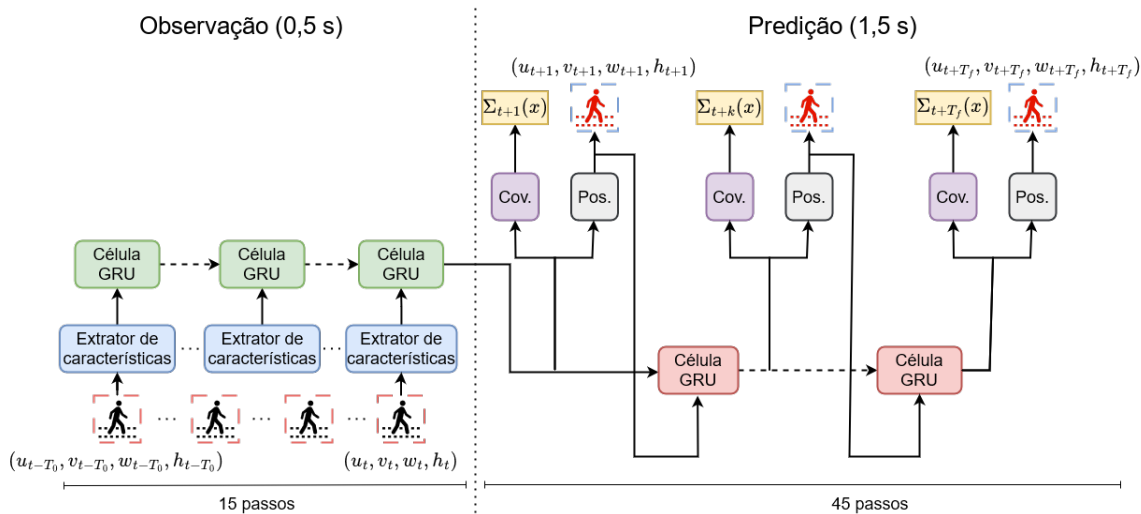 Observação (0,5 s)
Predição (1,5 s)
(u_{t+1}, v_{t+1}, w_{t+1}, h_{t+1})
(u_{t+T_f}, v_{t+T_f}, w_{t+T_f}, h_{t+T_f})
Σ_{t+1}(x)
Σ_{t+k}(x)
Σ_{t+T_f}(x)
Cov.
Pos.
Cov.
Pos.
Cov.
Pos.
Célula
GRU
Célula
GRU
Célula
GRU
Extrator de
características
...
Extrator de
características
...
Extrator de
características
Célula
GRU
Célula
GRU
...
...
...
(u_{t−T_0}, v_{t−T_0}, w_{t−T_0}, h_{t−T_0})
(u_t, v_t, w_t, h_t)
15 passos
45 passos